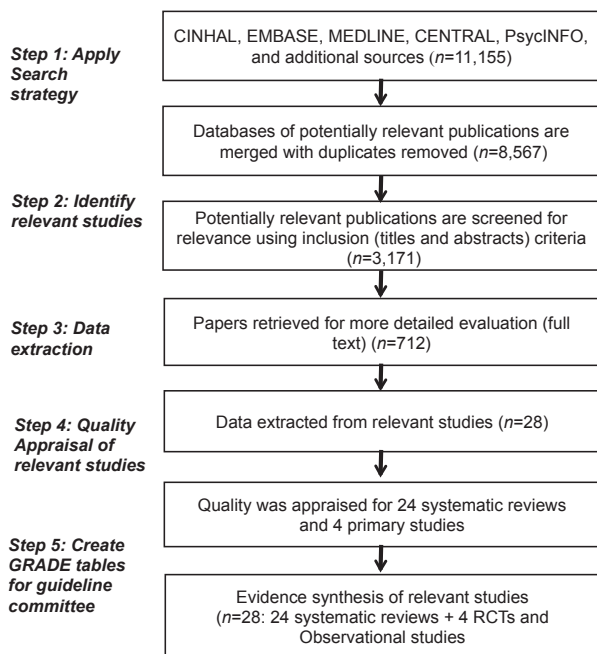 Step 1: Apply
Search
strategy
CINHAL, EMBASE, MEDLINE, CENTRAL, PsycINFO,
and additional sources (n=11,155)
Databases of potentially relevant publications are
merged with duplicates removed (n=8,567)
Step 2: Identify
relevant studies
Potentially relevant publications are screened for
relevance using inclusion (titles and abstracts) criteria
(n=3,171)
Step 3: Data
extraction
Papers retrieved for more detailed evaluation (full
text) (n=712)
Step 4: Quality
Appraisal of
relevant studies
Data extracted from relevant studies (n=28)
Quality was appraised for 24 systematic reviews
and 4 primary studies
Step 5: Create
GRADE tables
for guideline
committee
Evidence synthesis of relevant studies
(n=28: 24 systematic reviews + 4 RCTs and
Observational studies